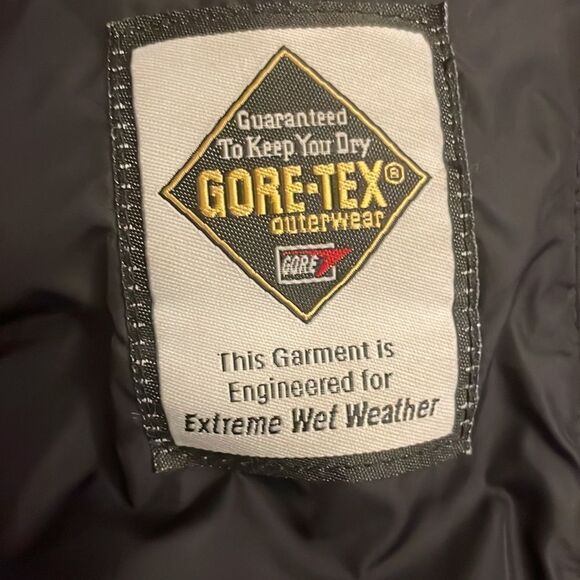 Guaranteed
To Keep You Dry
GORE-TEX®
outerwear
GORE
This Garment is
Engineered for
Extreme Wet Weather